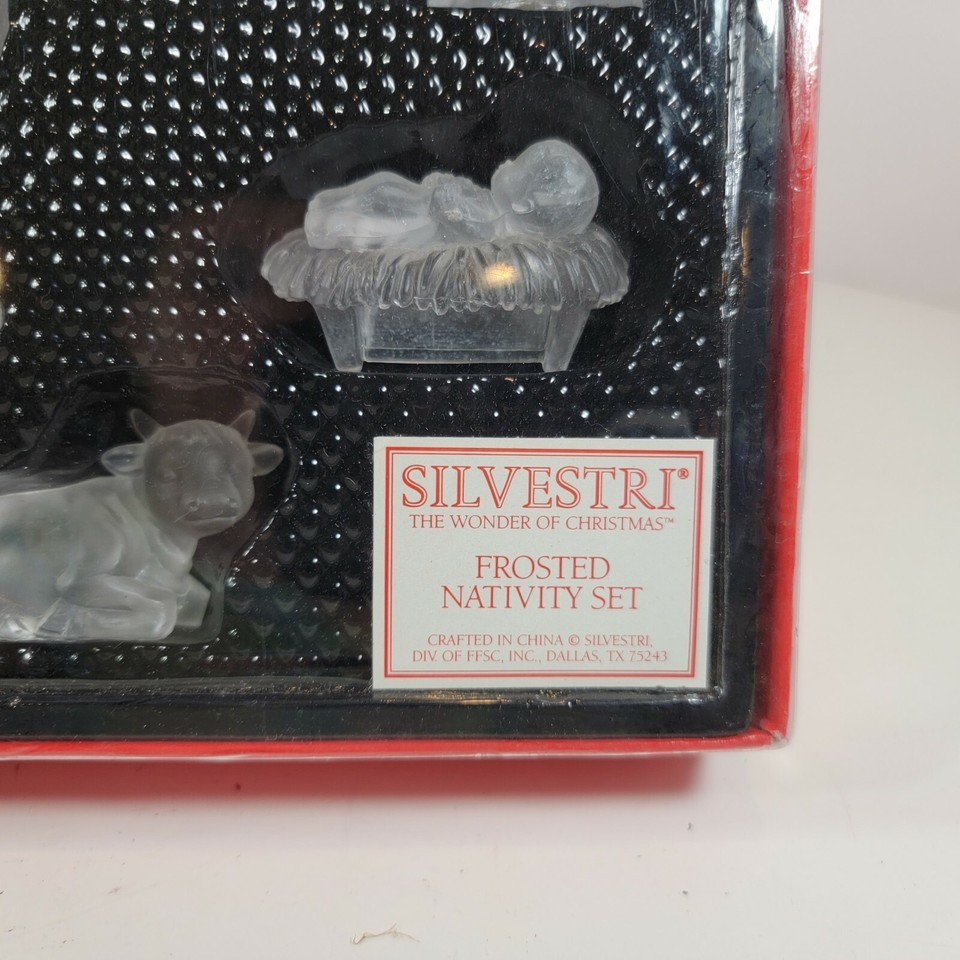 SILVESTRI®
THE WONDER OF CHRISTMAS™
FROSTED
NATIVITY SET
CRAFTED IN CHINA © SILVESTRI,
DIV. OF FFSC, INC., DALLAS, TX 75243